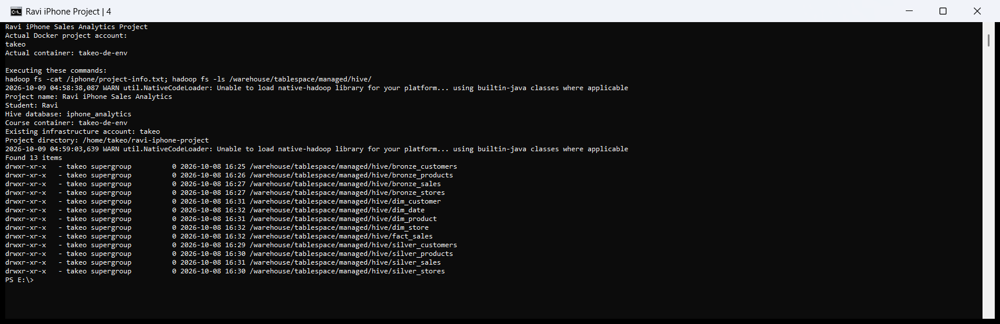 Ravi iPhone Project | 4
Ravi iPhone Sales Analytics Project
Actual Docker project account:
takeo
Actual container: takeo-de-env
Executing these commands:
hadoop fs -cat /iphone/project-info.txt; hadoop fs -ls /warehouse/tablespace/managed/hive/
2026-10-09 04:58:38,087 WARN util.NativeCodeLoader: Unable to load native-hadoop library for your platform... using builtin-java classes where applicable
Project name: Ravi iPhone Sales Analytics
Student: Ravi
Hive database: iphone_analytics
Course container: takeo-de-env
Existing infrastructure account: takeo
Project directory: /home/takeo/ravi-iphone-project
2026-10-09 04:59:03,639 WARN util.NativeCodeLoader: Unable to load native-hadoop library for your platform... using builtin-java classes where applicable
Found 13 items
drwxr-xr-x   - takeo supergroup          0 2026-10-08 16:25 /warehouse/tablespace/managed/hive/bronze_customers
drwxr-xr-x   - takeo supergroup          0 2026-10-08 16:26 /warehouse/tablespace/managed/hive/bronze_products
drwxr-xr-x   - takeo supergroup          0 2026-10-08 16:27 /warehouse/tablespace/managed/hive/bronze_sales
drwxr-xr-x   - takeo supergroup          0 2026-10-08 16:27 /warehouse/tablespace/managed/hive/bronze_stores
drwxr-xr-x   - takeo supergroup          0 2026-10-08 16:31 /warehouse/tablespace/managed/hive/dim_customer
drwxr-xr-x   - takeo supergroup          0 2026-10-08 16:32 /warehouse/tablespace/managed/hive/dim_date
drwxr-xr-x   - takeo supergroup          0 2026-10-08 16:31 /warehouse/tablespace/managed/hive/dim_product
drwxr-xr-x   - takeo supergroup          0 2026-10-08 16:32 /warehouse/tablespace/managed/hive/dim_store
drwxr-xr-x   - takeo supergroup          0 2026-10-08 16:32 /warehouse/tablespace/managed/hive/fact_sales
drwxr-xr-x   - takeo supergroup          0 2026-10-08 16:29 /warehouse/tablespace/managed/hive/silver_customers
drwxr-xr-x   - takeo supergroup          0 2026-10-08 16:30 /warehouse/tablespace/managed/hive/silver_products
drwxr-xr-x   - takeo supergroup          0 2026-10-08 16:31 /warehouse/tablespace/managed/hive/silver_sales
drwxr-xr-x   - takeo supergroup          0 2026-10-08 16:30 /warehouse/tablespace/managed/hive/silver_stores
PS E:\>